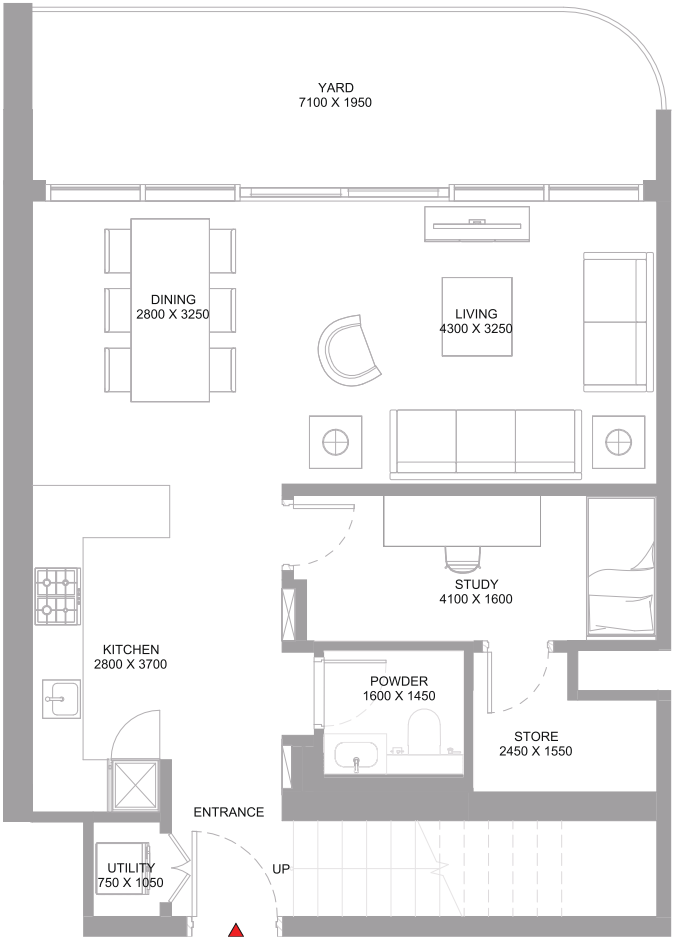 YARD
7100 X 1950
DINING
2800 X 3250
LIVING
4300 X 3250
STUDY
4100 X 1600
KITCHEN
2800 X 3700
POWDER
1600 X 1450
STORE
2450 X 1550
ENTRANCE
UP
UTILITY
750 X 1050